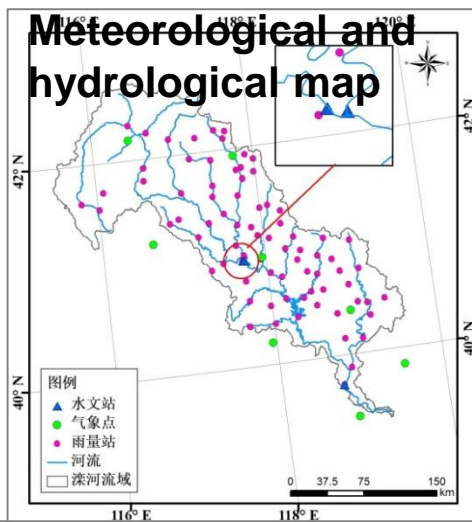 116° E
118° E
120° E
Meteorological and
hydrological map
42° N
42° N
40° N
40° N
图例
水文站
气象点
雨量站
河流
滦河流域
0 37.5 75 150
km
116° E
118° E